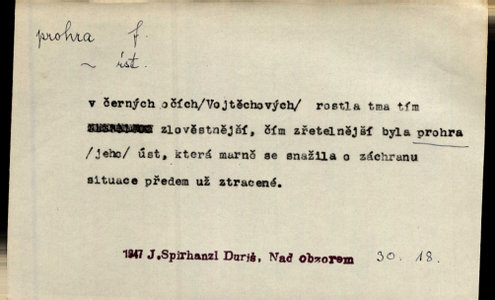 prohra f.
~ úst.
v černých očích/Vojtěchových/ rostla tma tím
zlověstnější, čím zřetelnější byla prohra
/jeho/ úst, která marně se snažila o záchranu
situace předem už ztracené.
1947 J.Spirhanzl Duriš, Nad obzorem 30. 18.